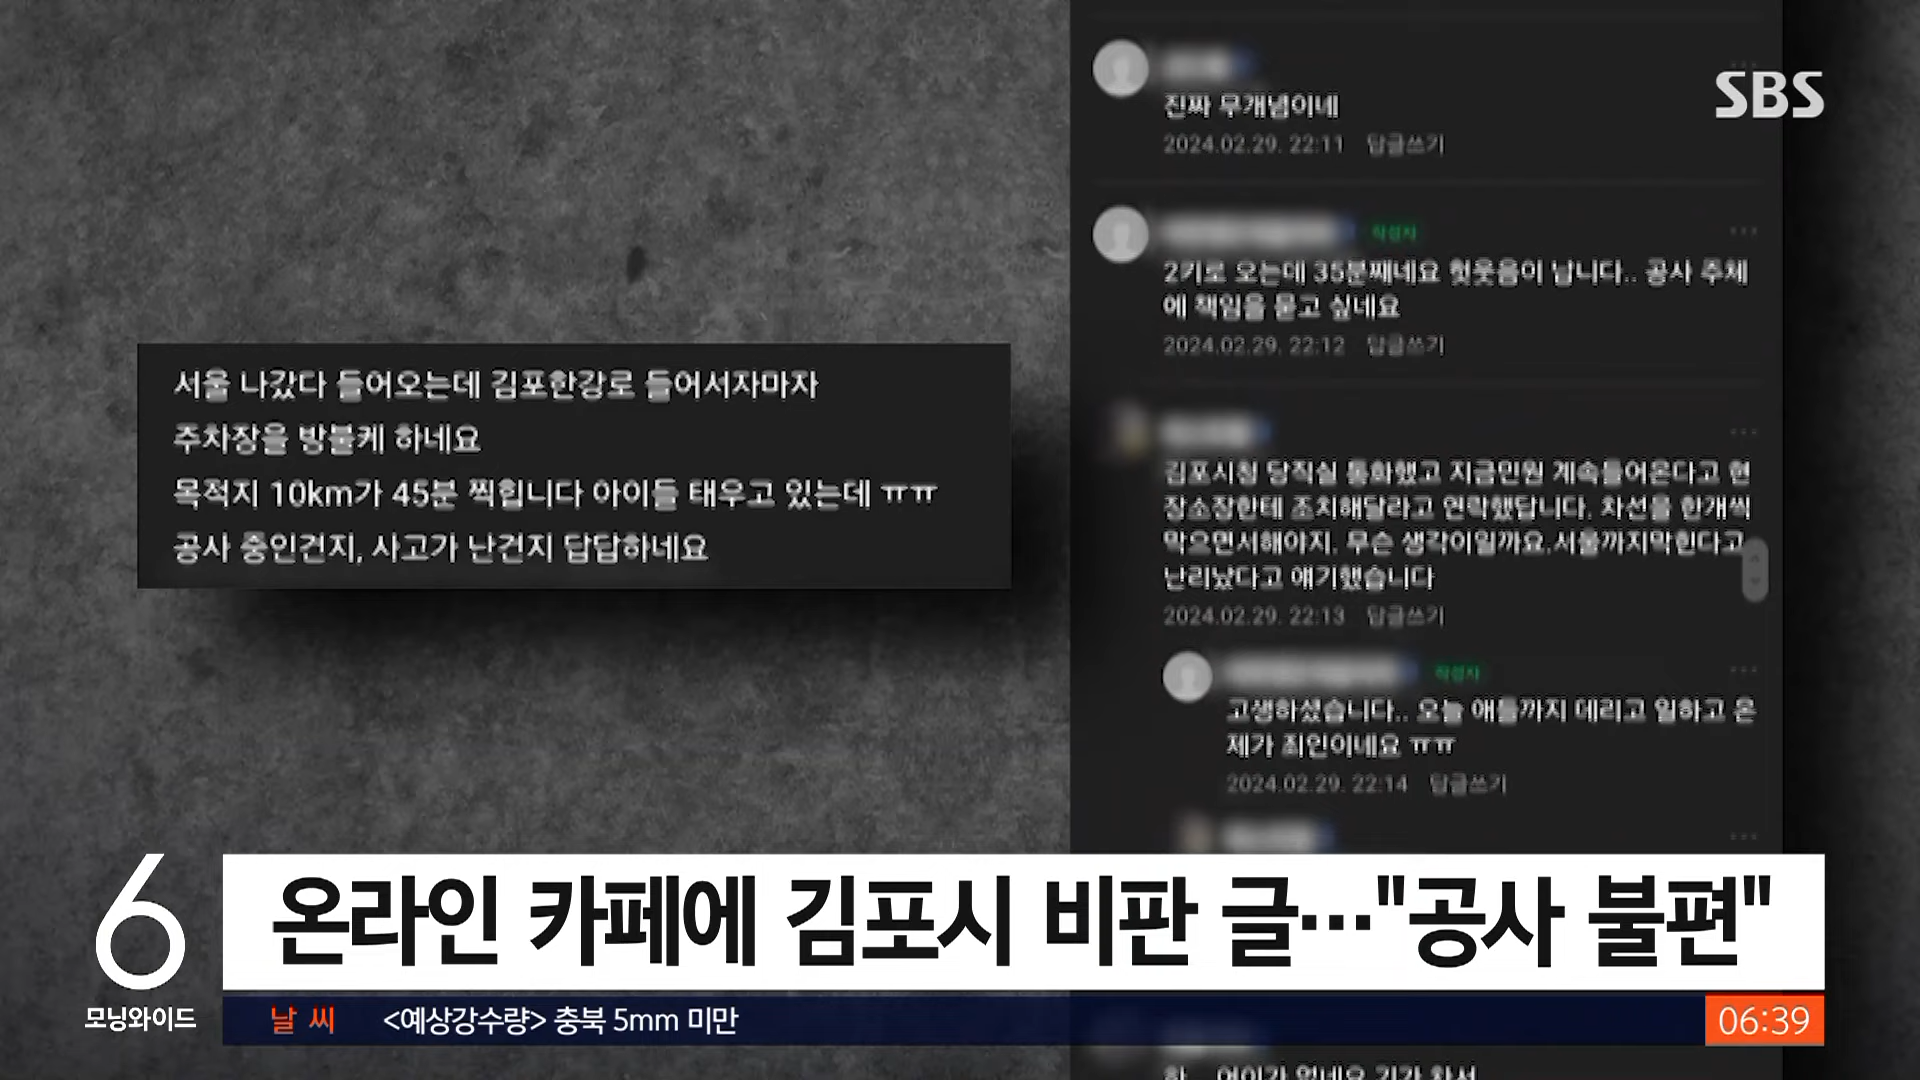 SBS
진짜 무개념이네
2024.02.29. 22:11 답글쓰기
작성자
2키로 오는데 35분째네요 헛웃음이 납니다.. 공사 주체
에 책임을 묻고 싶네요
2024.02.29. 22:12 답글쓰기
서울 나갔다 들어오는데 김포한강로 들어서자마자
주차장을 방불케 하네요
목적지 10km가 45분 찍힙니다 아이들 태우고 있는데 ㅠㅠ
공사 중인건지, 사고가 난건지 답답하네요
김포시청 당직실 통화했고 지금민원 계속들어온다고 현
장소장한테 조치해달라고 연락했답니다. 차선을 한개씩
막으면서해야지. 무슨 생각이일까요.서울까지막힌다고
난리났다고 얘기했습니다
2024.02.29. 22:13 답글쓰기
작성자
고생하셨습니다.. 오늘 애들까지 데리고 일하고 온
제가 죄인이네요 ㅠㅠ
2024.02.29. 22:14 답글쓰기
6
모닝와이드
온라인 카페에 김포시 비판 글…"공사 불편"
날씨 <예상강수량> 충북 5mm 미만
06:39